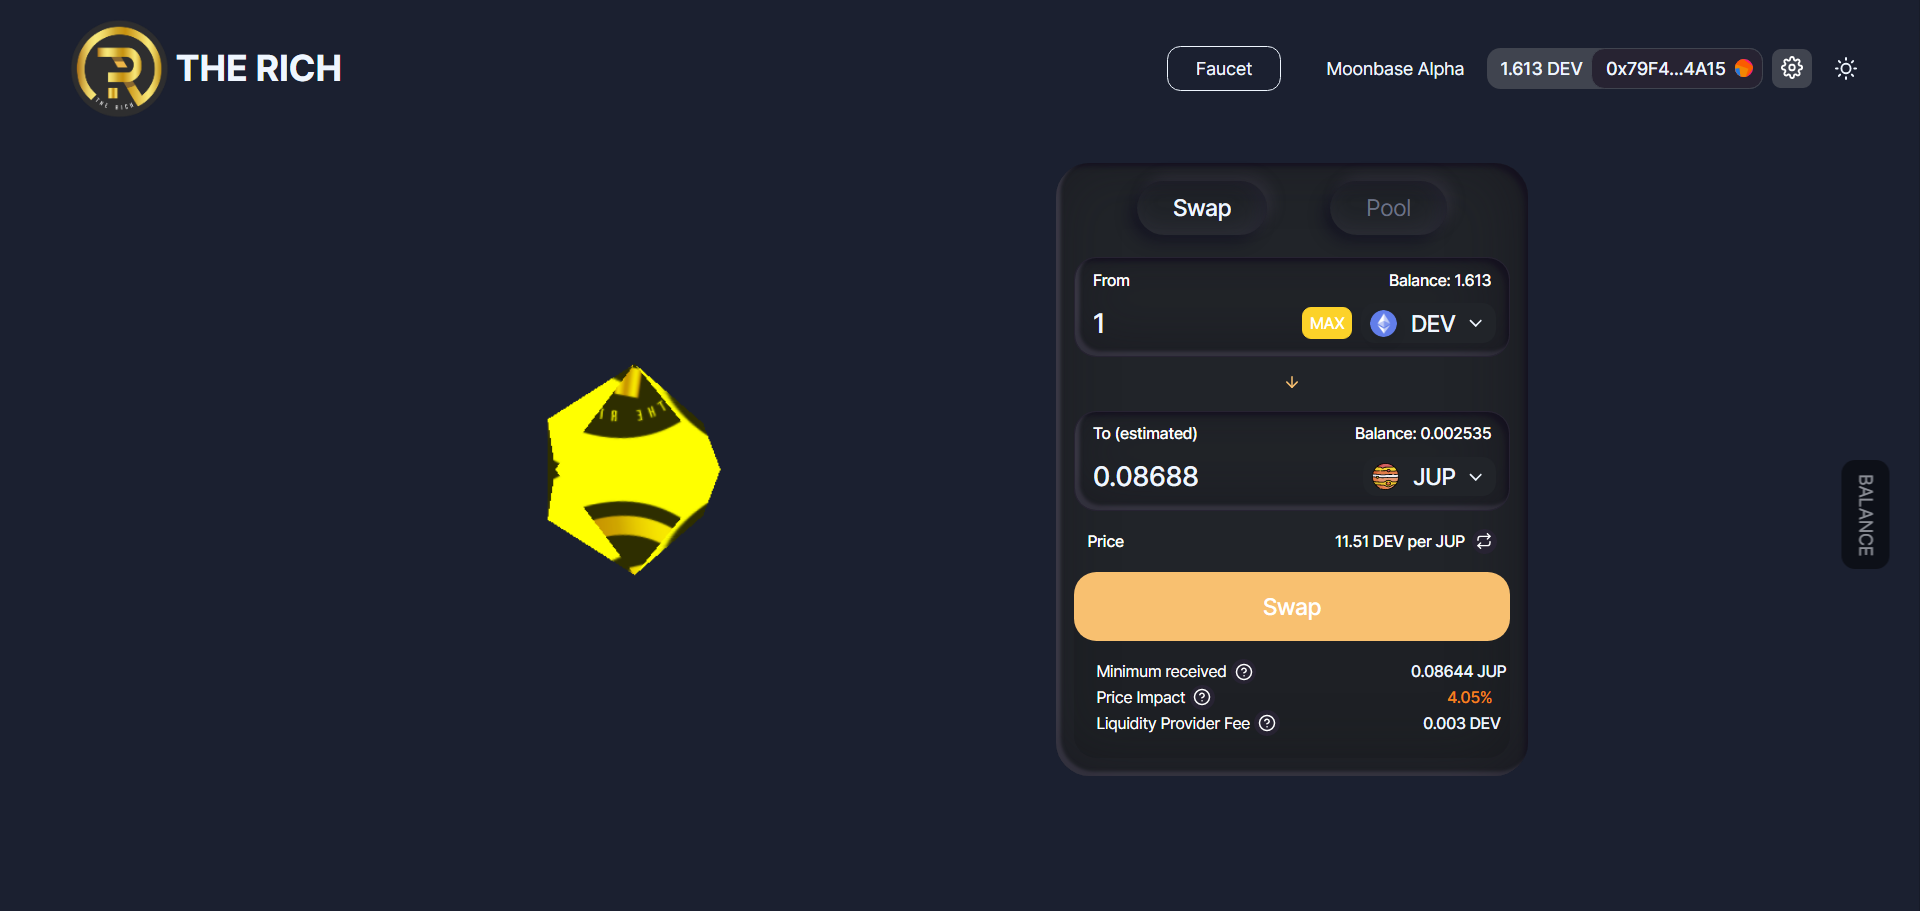 THE RICH
THE RICH
Faucet
Moonbase Alpha
1.613 DEV
0x79F4...4A15
Swap
Pool
From
Balance: 1.613
1
MAX
DEV
To (estimated)
Balance: 0.002535
0.08688
JUP
Price
11.51 DEV per JUP
Swap
Minimum received
0.08644 JUP
Price Impact
4.05%
Liquidity Provider Fee
0.003 DEV
BALANCE